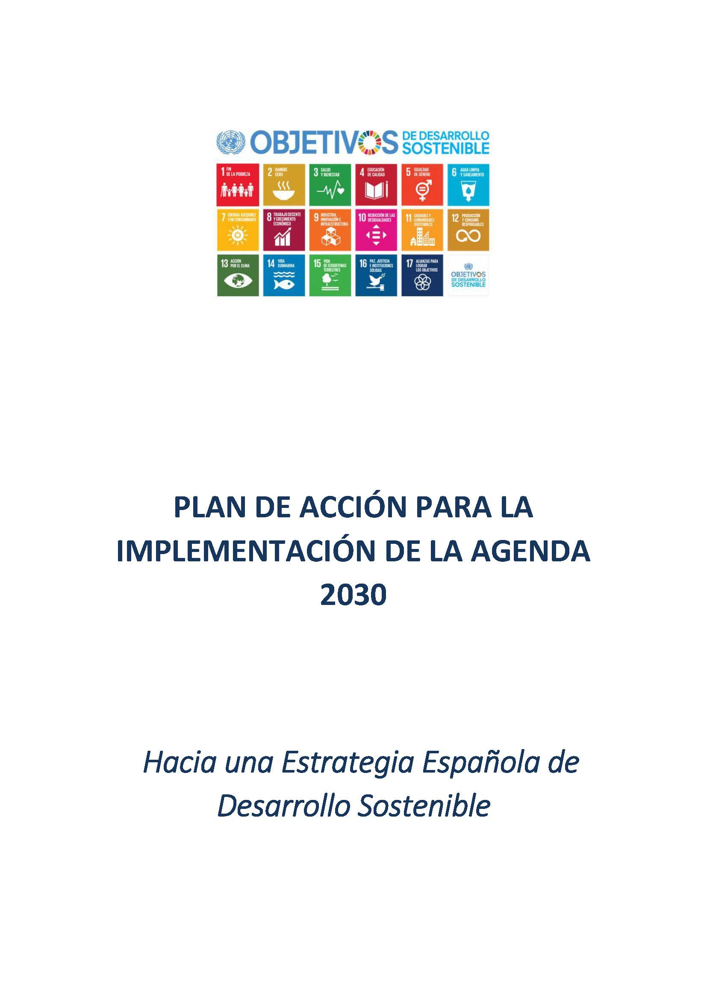 OBJETIVOS DE DESARROLLO
SOSTENIBLE
1 FIN
DE LA POBREZA
2 HAMBRE
CERO
3 SALUD
Y BIENESTAR
4 EDUCACIÓN
DE CALIDAD
5 IGUALDAD
DE GÉNERO
6 AGUA LIMPIA
Y SANEAMIENTO
7 ENERGÍA ASEQUIBLE
Y NO CONTAMINANTE
8 TRABAJO DECENTE
Y CRECIMIENTO
ECONÓMICO
9 INDUSTRIA,
INNOVACIÓN E
INFRAESTRUCTURA
10 REDUCCIÓN DE LAS
DESIGUALDADES
11 CIUDADES Y
COMUNIDADES
SOSTENIBLES
12 PRODUCCIÓN
Y CONSUMO
RESPONSABLES
13 ACCIÓN
POR EL CLIMA
14 VIDA
SUBMARINA
15 VIDA
DE ECOSISTEMAS
TERRESTRES
16 PAZ, JUSTICIA
E INSTITUCIONES
SÓLIDAS
17 ALIANZAS PARA
LOGRAR
LOS OBJETIVOS
OBJETIVOS
DE DESARROLLO
SOSTENIBLE
PLAN DE ACCIÓN PARA LA
IMPLEMENTACIÓN DE LA AGENDA
2030
Hacia una Estrategia Española de
Desarrollo Sostenible